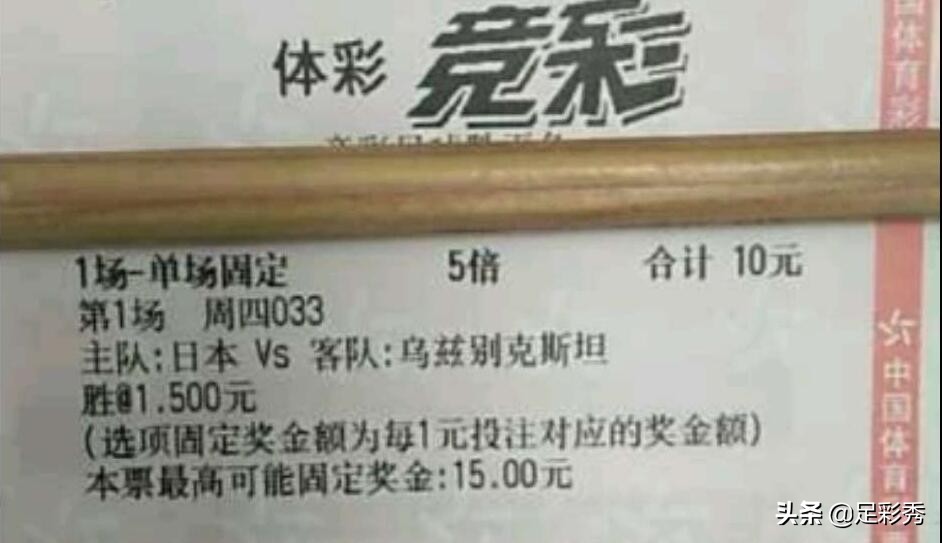 体彩 竞彩
1场-单场固定 5倍 合计 10元
第1场 周四033
主队:日本 Vs 客队:乌兹别克斯坦
胜@1.500元
(选项固定奖金额为每1元投注对应的奖金额)
本票最高可能固定奖金:15.00元
国体育彩
中国体育
头条 @足彩秀